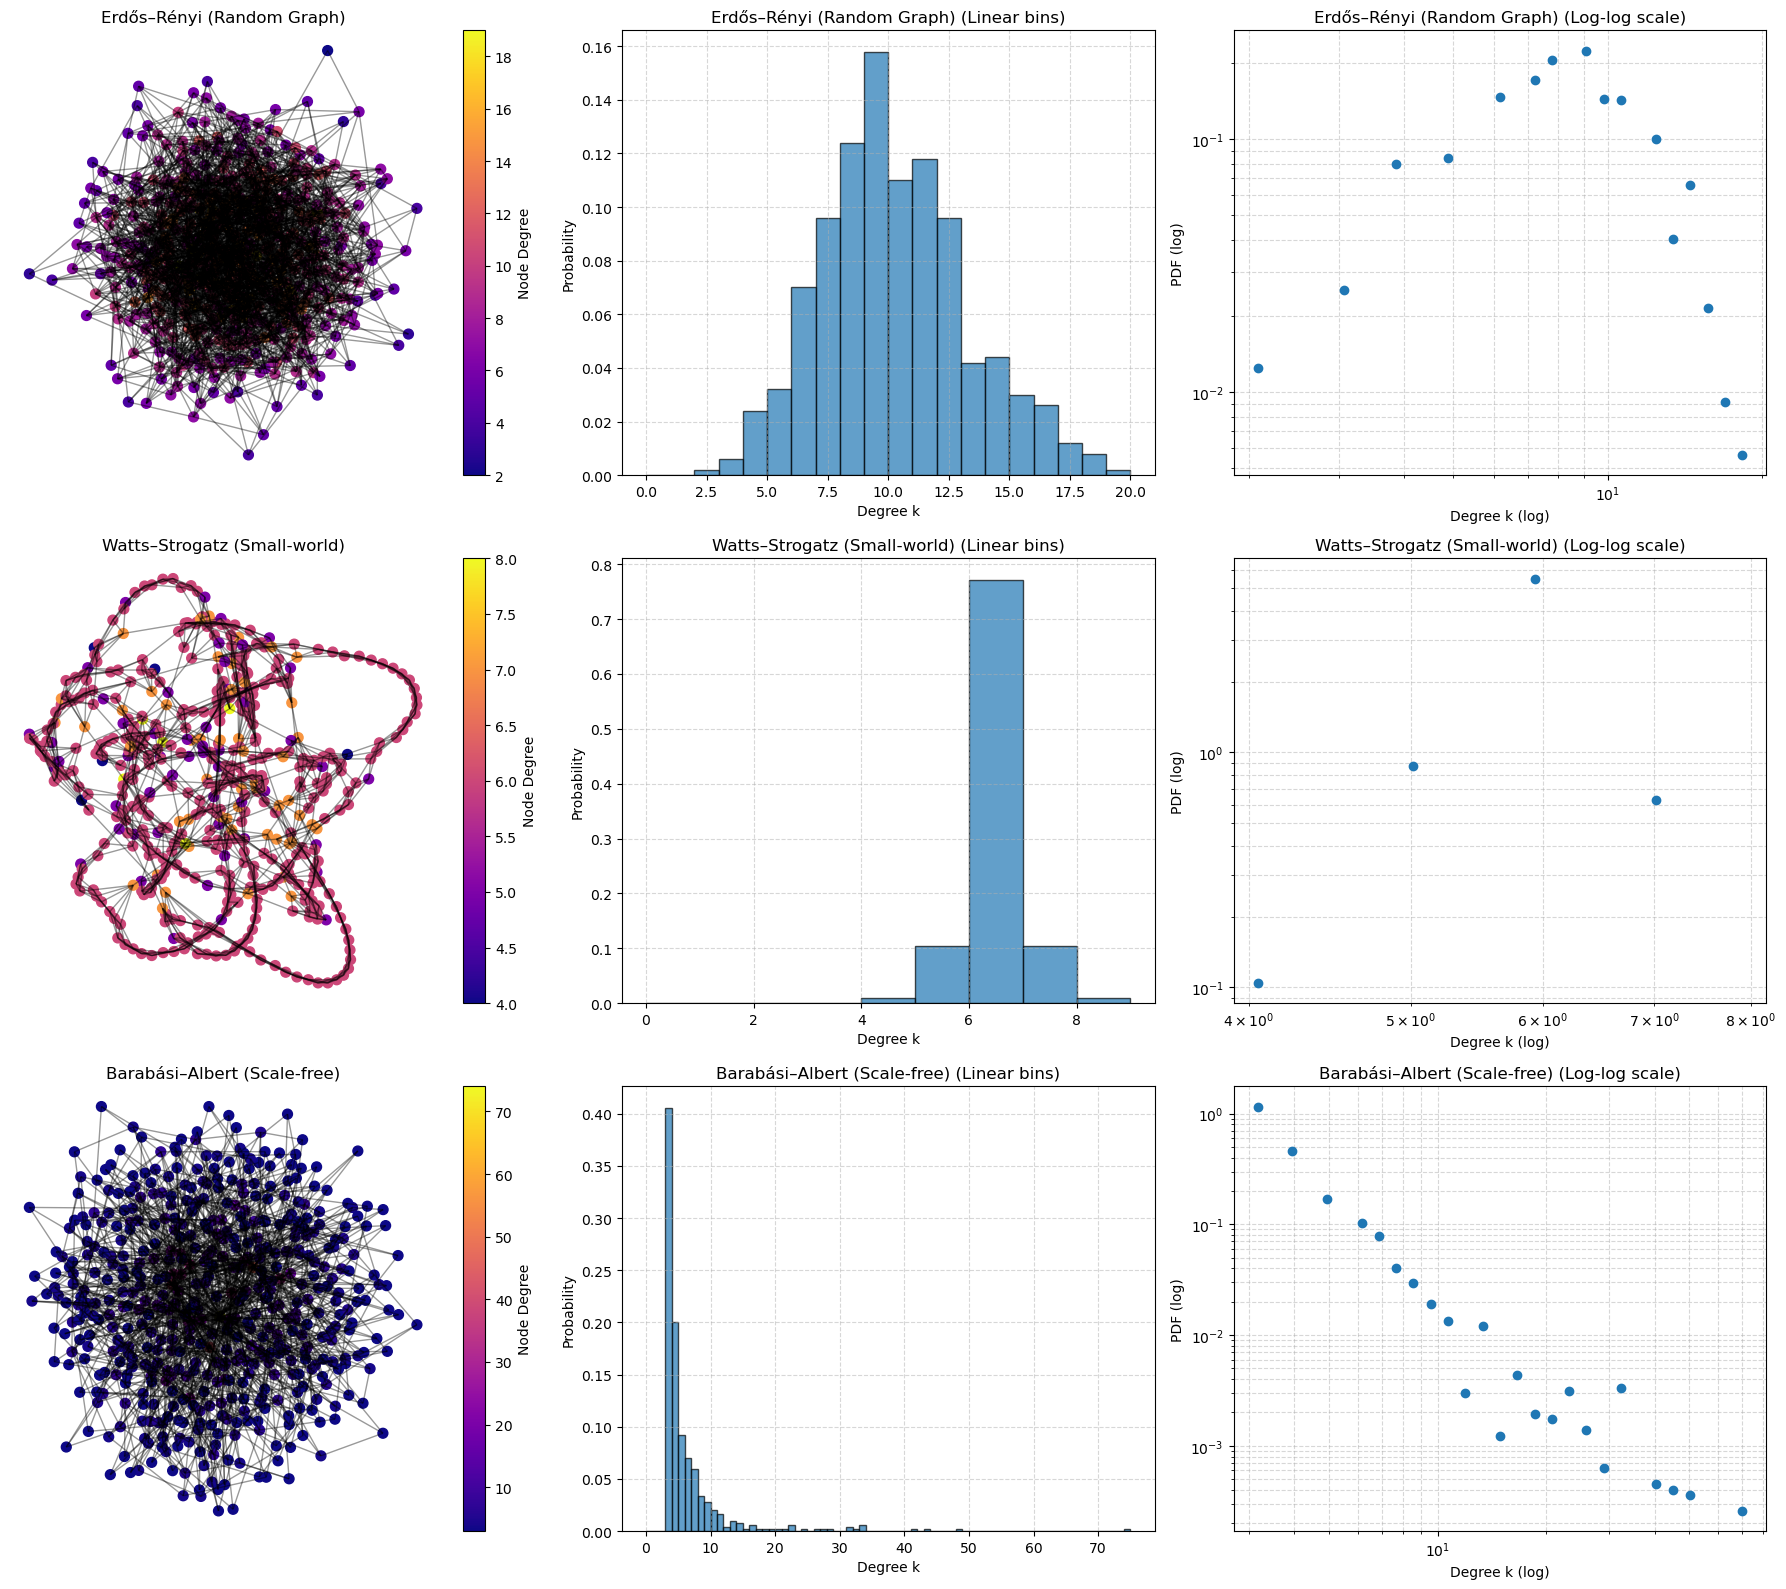 Erdős–Rényi (Random Graph)
18
16
14
12
10
8
6
4
2
Node Degree
Erdős–Rényi (Random Graph) (Linear bins)
0.16
0.14
0.12
0.10
0.08
0.06
0.04
0.02
0.00
Probability
0.0 2.5 5.0 7.5 10.0 12.5 15.0 17.5 20.0
Degree k
Erdős–Rényi (Random Graph) (Log-log scale)
10⁻¹
10⁻²
PDF (log)
10¹
Degree k (log)
Watts–Strogatz (Small-world)
8.0
7.5
7.0
6.5
6.0
5.5
5.0
4.5
4.0
Node Degree
Watts–Strogatz (Small-world) (Linear bins)
0.8
0.7
0.6
0.5
0.4
0.3
0.2
0.1
0.0
Probability
0 2 4 6 8
Degree k
Watts–Strogatz (Small-world) (Log-log scale)
10⁰
10⁻¹
PDF (log)
4 × 10⁰ 5 × 10⁰ 6 × 10⁰ 7 × 10⁰ 8 × 10⁰
Degree k (log)
Barabási–Albert (Scale-free)
70
60
50
40
30
20
10
Node Degree
Barabási–Albert (Scale-free) (Linear bins)
0.40
0.35
0.30
0.25
0.20
0.15
0.10
0.05
0.00
Probability
0 10 20 30 40 50 60 70
Degree k
Barabási–Albert (Scale-free) (Log-log scale)
10⁰
10⁻¹
10⁻²
10⁻³
PDF (log)
10¹
Degree k (log)